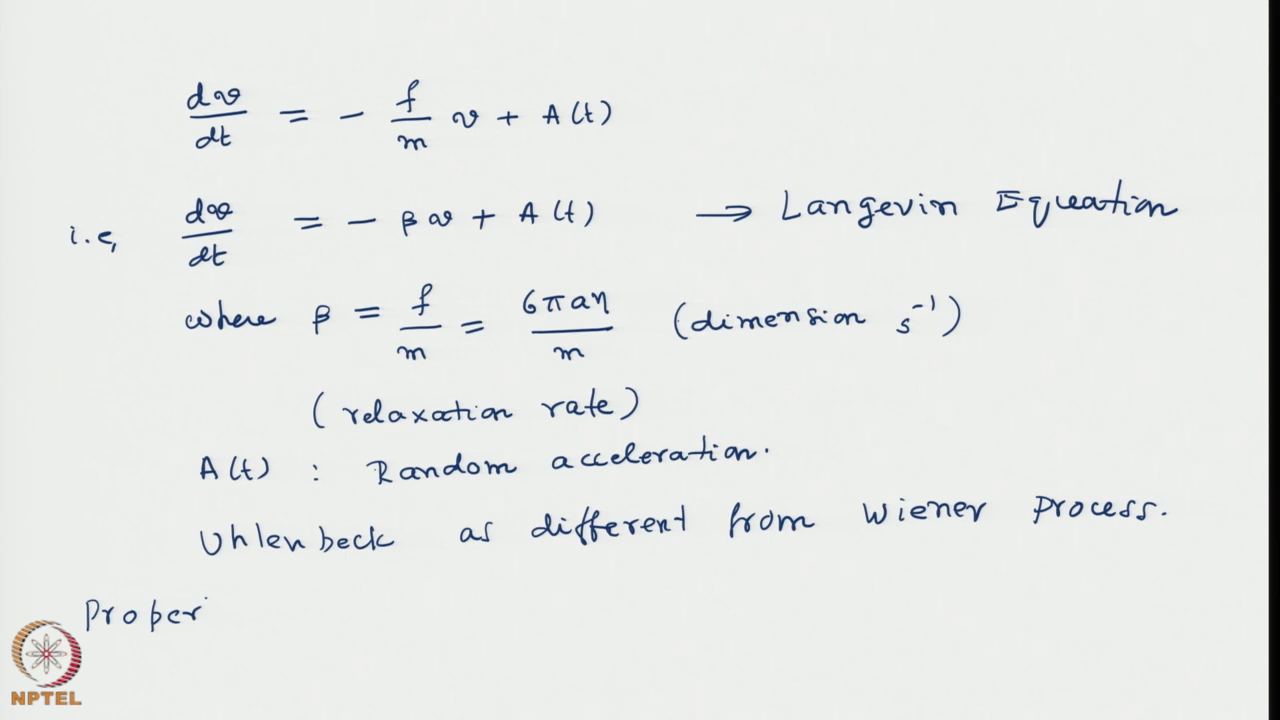 dv/dt = - f/m v + A(t)
i.e, dv/dt = - βv + A(t) → Langevin Equation
where β = f/m = 6πaη/m (dimension s⁻¹)
(relaxation rate)
A(t) : Random acceleration.
Uhlenbeck as different from Wiener Process.
Proper
NPTEL